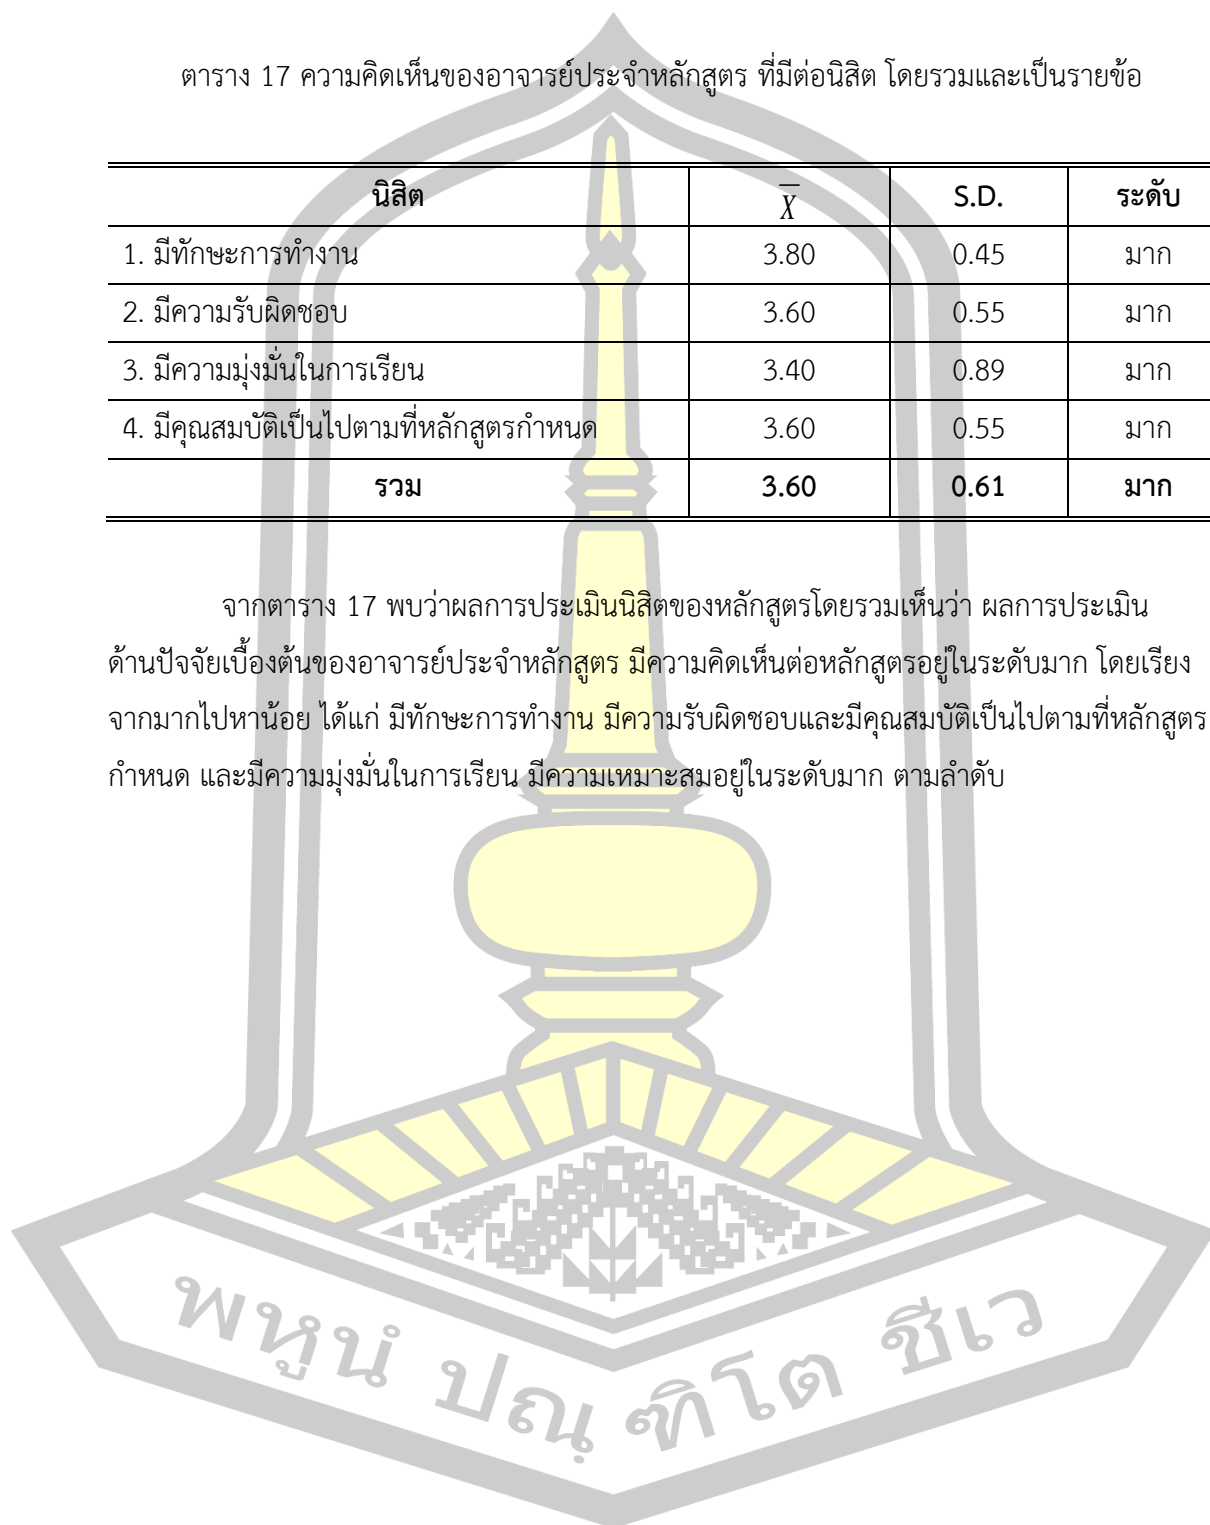 ตาราง 17 ความคิดเห็นของอาจารย์ประจำหลักสูตร ที่มีต่อนิสิต โดยรวมและเป็นรายข้อ
นิสิต X̄ S.D. ระดับ
1. มีทักษะการทำงาน 3.80 0.45 มาก
2. มีความรับผิดชอบ 3.60 0.55 มาก
3. มีความมุ่งมั่นในการเรียน 3.40 0.89 มาก
4. มีคุณสมบัติเป็นไปตามที่หลักสูตรกำหนด 3.60 0.55 มาก
รวม 3.60 0.61 มาก
จากตาราง 17 พบว่าผลการประเมินนิสิตของหลักสูตรโดยรวมเห็นว่า ผลการประเมิน
ด้านปัจจัยเบื้องต้นของอาจารย์ประจำหลักสูตร มีความคิดเห็นต่อหลักสูตรอยู่ในระดับมาก โดยเรียง
จากมากไปหาน้อย ได้แก่ มีทักษะการทำงาน มีความรับผิดชอบและมีคุณสมบัติเป็นไปตามที่หลักสูตร
กำหนด และมีความมุ่งมั่นในการเรียน มีความเหมาะสมอยู่ในระดับมาก ตามลำดับ
พหูนํ ปณฺฑิโต ชีเว